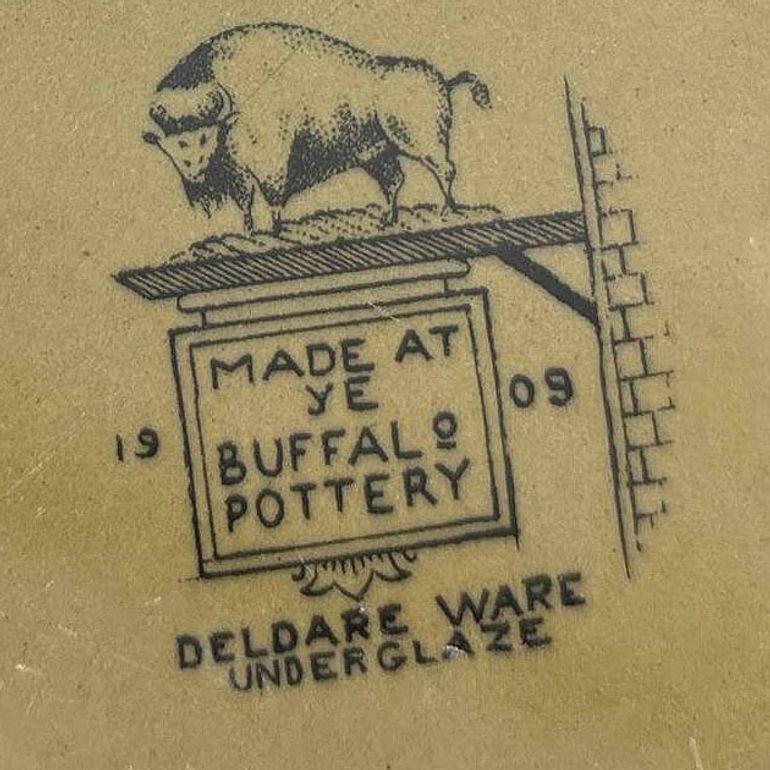 MADE AT
YE
BUFFALO
POTTERY
19 09
DELDARE WARE
UNDERGLAZE